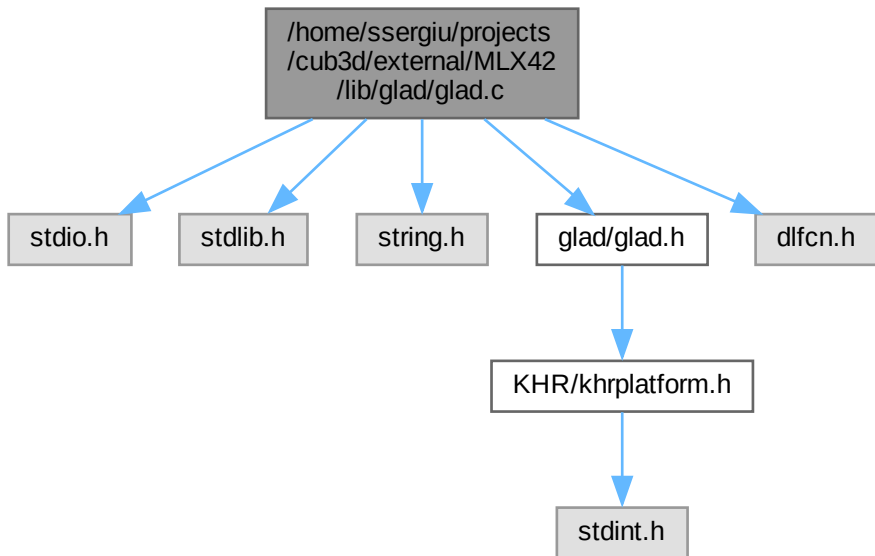 /home/ssergiu/projects
/cub3d/external/MLX42
/lib/glad/glad.c
stdio.h
stdlib.h
string.h
glad/glad.h
dlfcn.h
KHR/khrplatform.h
stdint.h